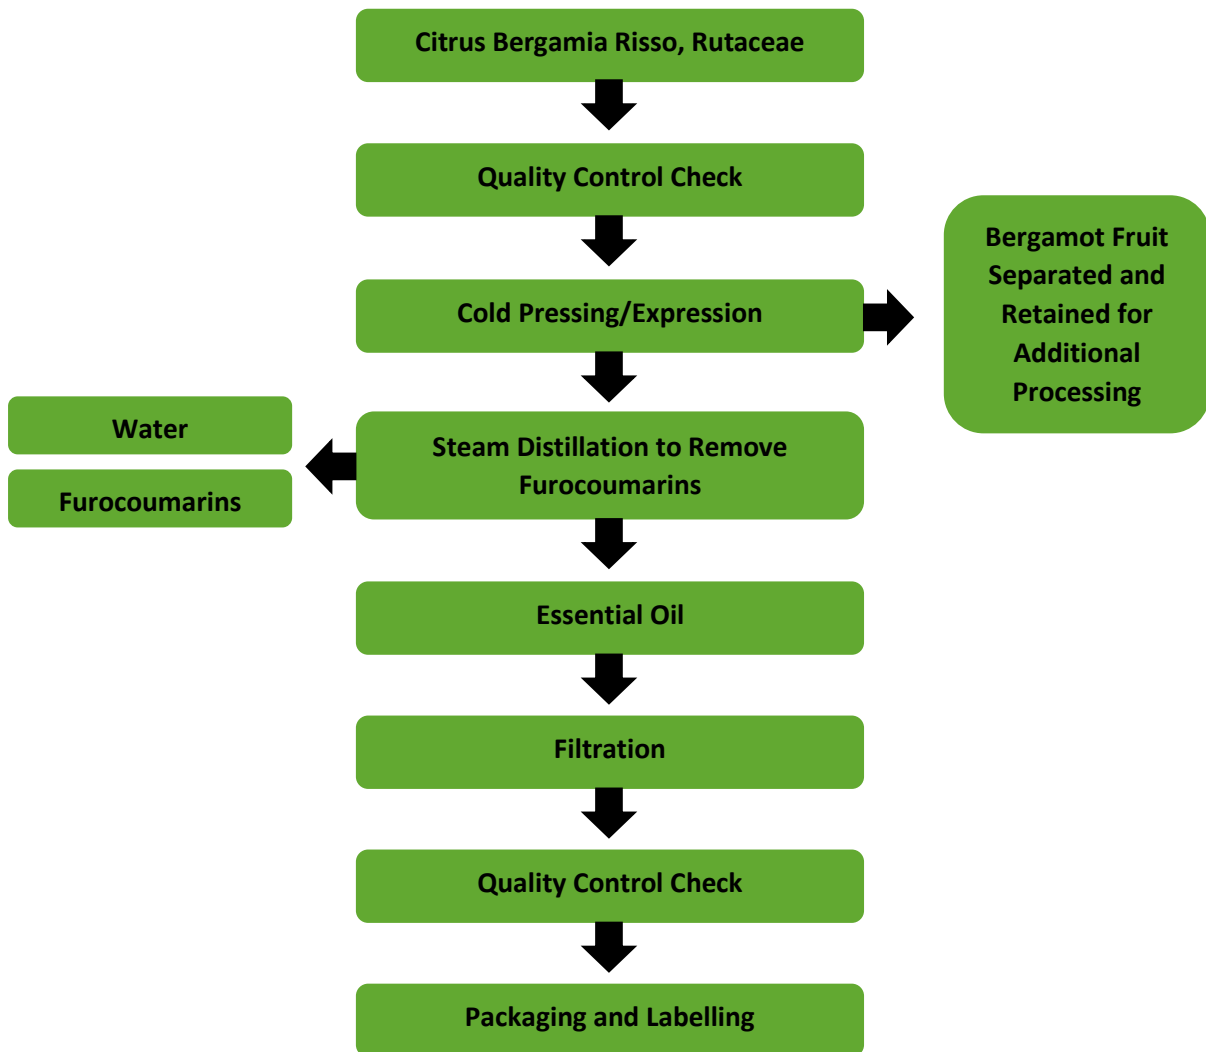 Citrus Bergamia Risso, Rutaceae
Quality Control Check
Cold Pressing/Expression
Bergamot Fruit
Separated and
Retained for
Additional
Processing
Steam Distillation to Remove
Furocoumarins
Water
Furocoumarins
Essential Oil
Filtration
Quality Control Check
Packaging and Labelling